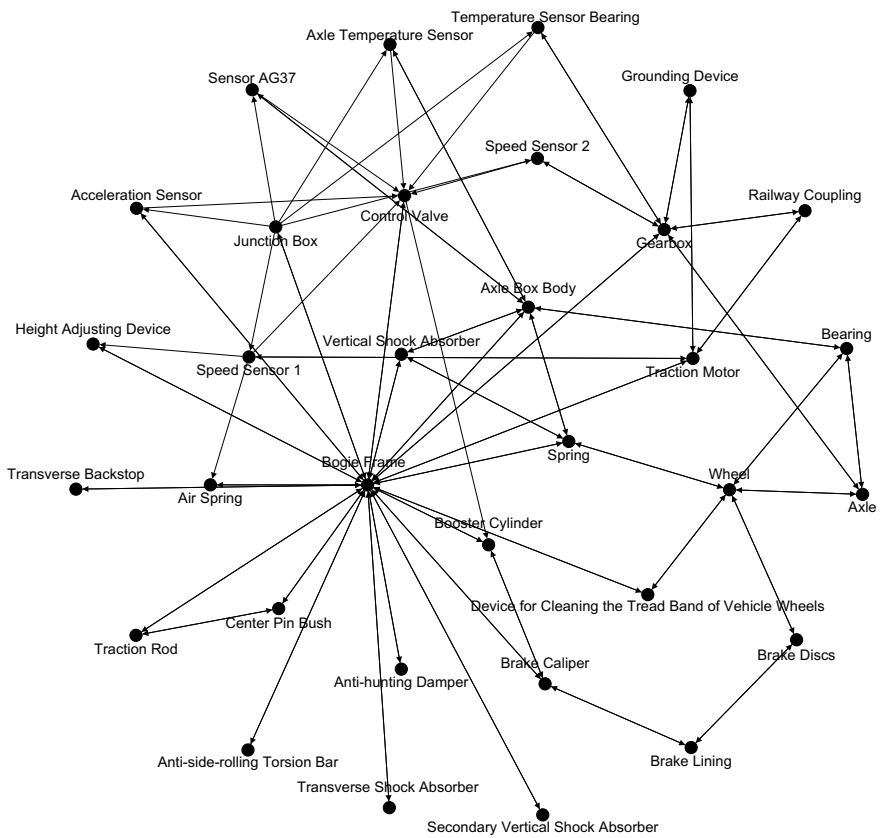 Temperature Sensor Bearing
Axle Temperature Sensor
Sensor AG37
Grounding Device
Speed Sensor 2
Acceleration Sensor
Railway Coupling
Control Valve
Junction Box
Gearbox
Axle Box Body
Height Adjusting Device
Vertical Shock Absorber
Bearing
Speed Sensor 1
Traction Motor
Bogie Frame
Spring
Transverse Backstop
Wheel
Air Spring
Axle
Booster Cylinder
Device for Cleaning the Tread Band of Vehicle Wheels
Center Pin Bush
Traction Rod
Brake Discs
Brake Caliper
Anti-hunting Damper
Anti-side-rolling Torsion Bar
Brake Lining
Transverse Shock Absorber
Secondary Vertical Shock Absorber